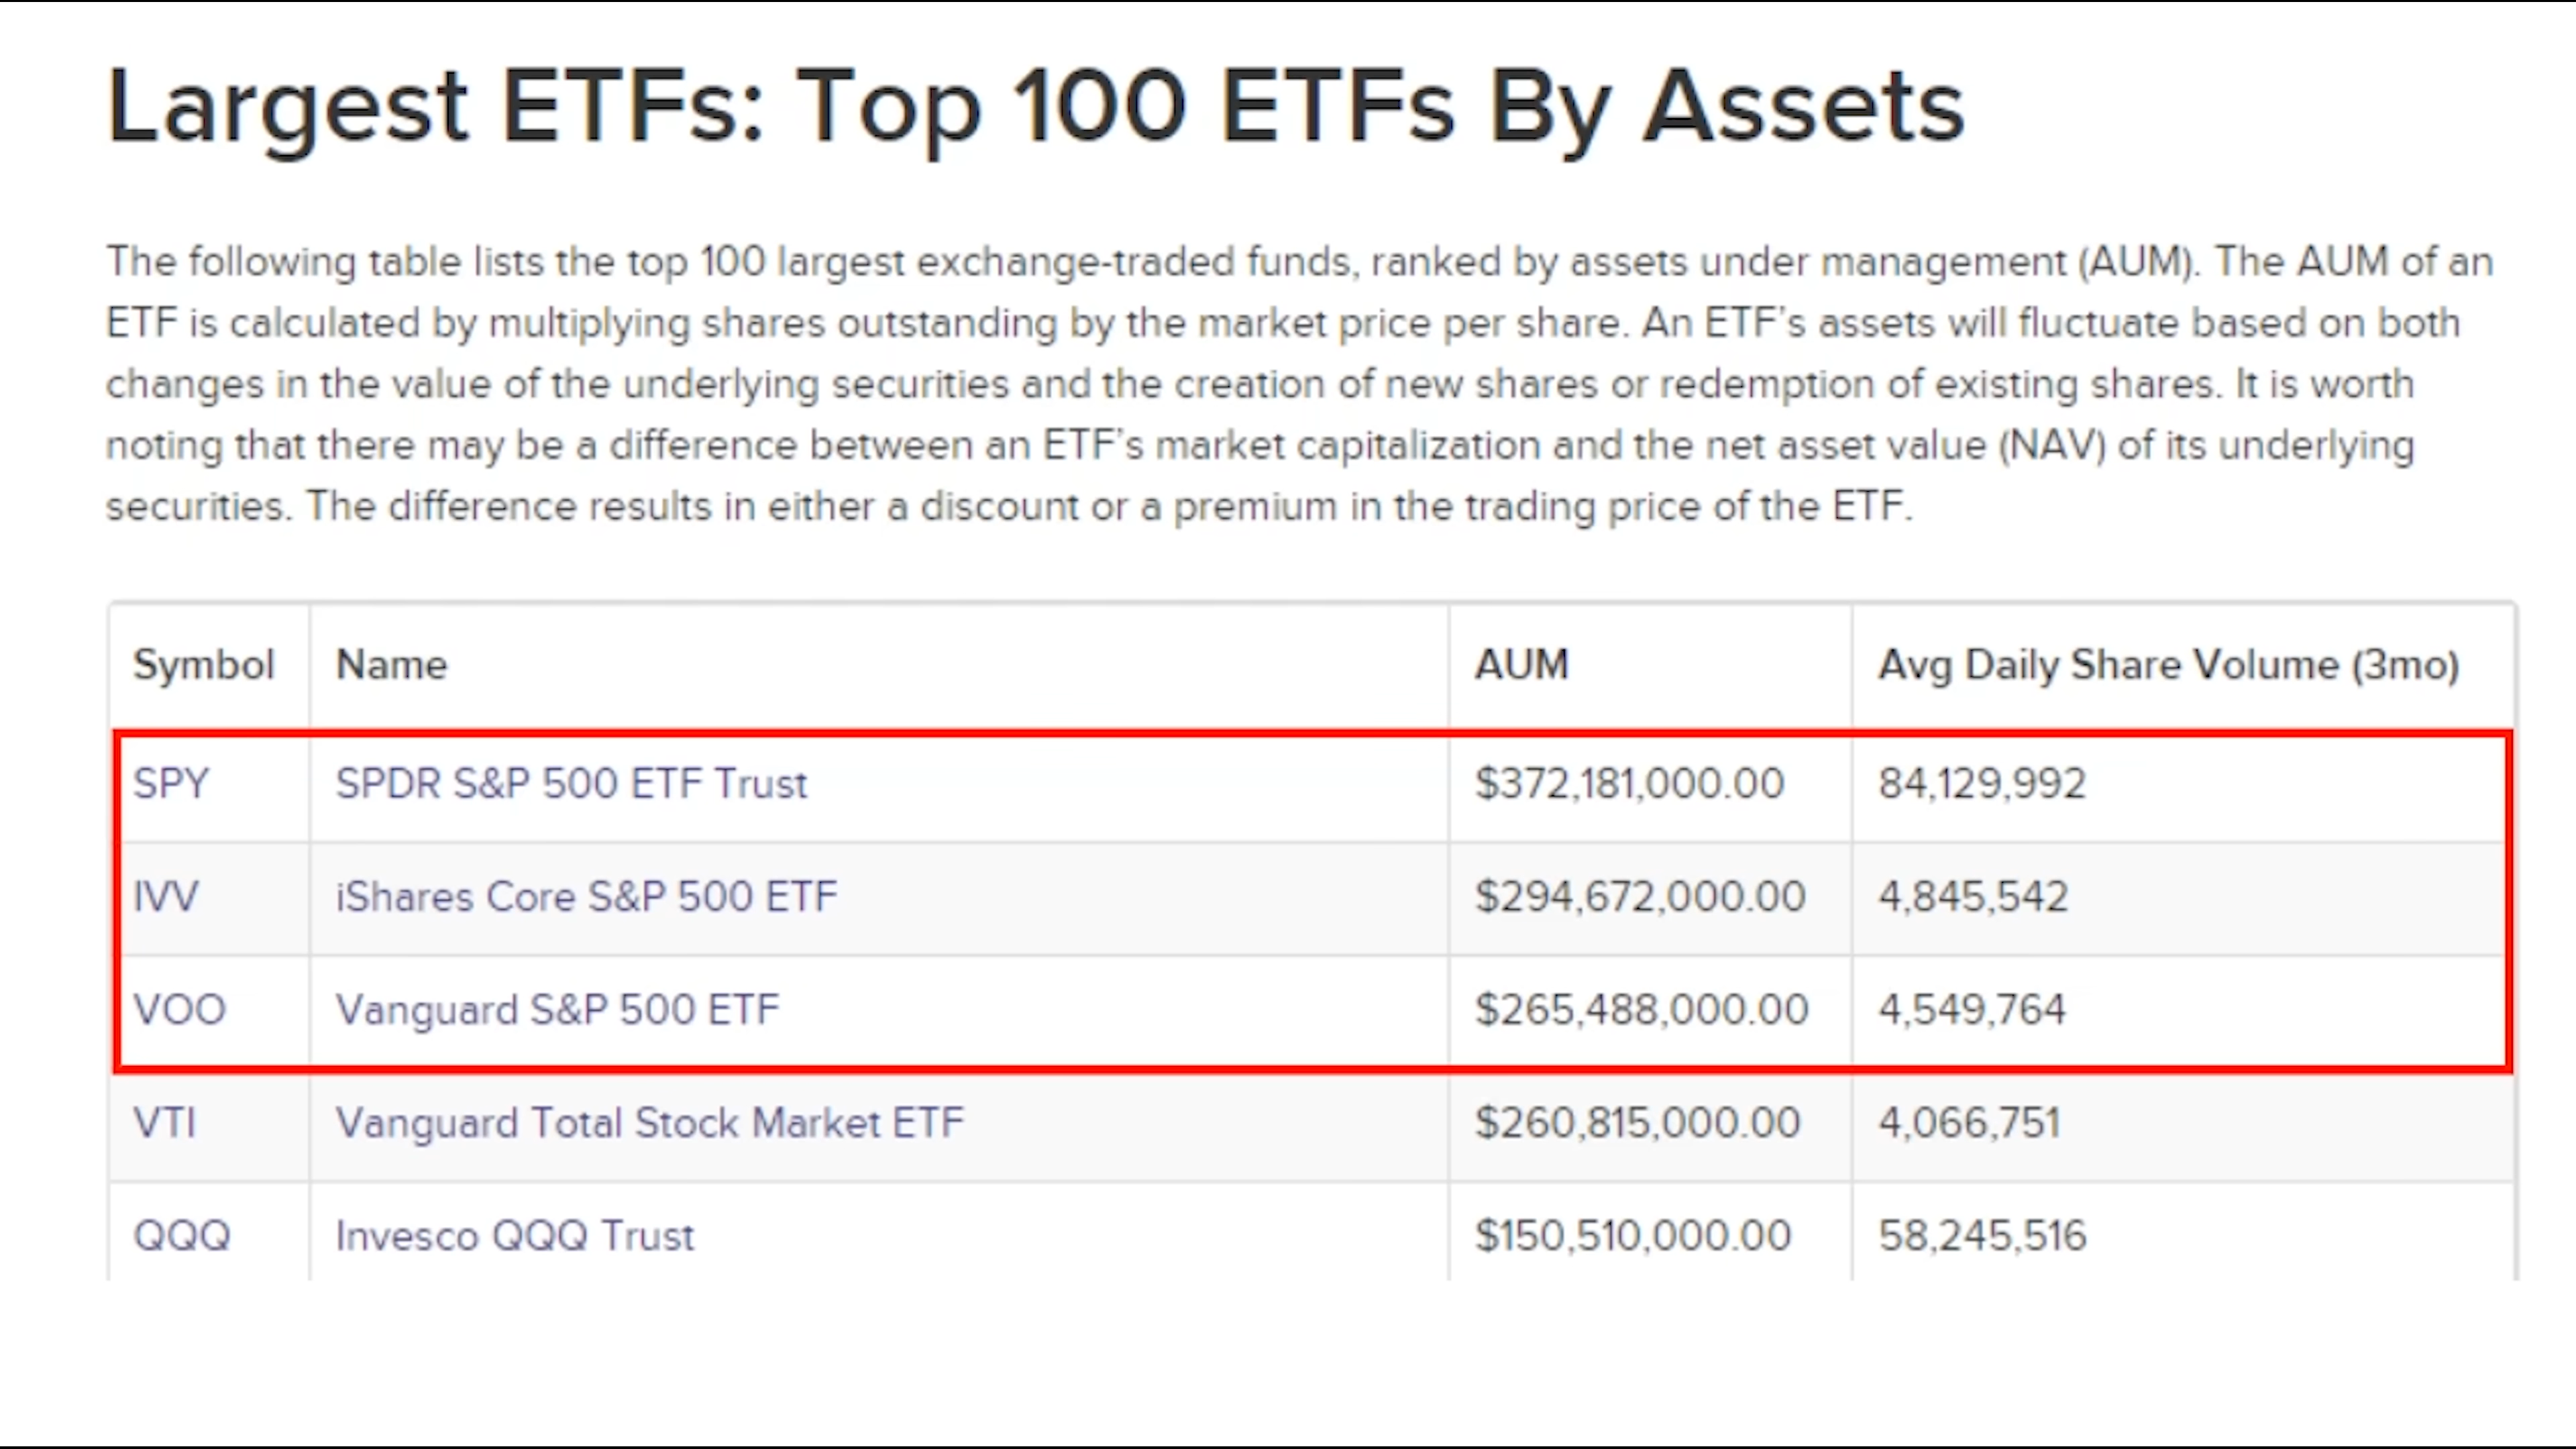 Largest ETFs: Top 100 ETFs By Assets
The following table lists the top 100 largest exchange-traded funds, ranked by assets under management (AUM). The AUM of an
ETF is calculated by multiplying shares outstanding by the market price per share. An ETF's assets will fluctuate based on both
changes in the value of the underlying securities and the creation of new shares or redemption of existing shares. It is worth
noting that there may be a difference between an ETF's market capitalization and the net asset value (NAV) of its underlying
securities. The difference results in either a discount or a premium in the trading price of the ETF.
Symbol Name AUM Avg Daily Share Volume (3mo)
SPY SPDR S&P 500 ETF Trust $372,181,000.00 84,129,992
IVV iShares Core S&P 500 ETF $294,672,000.00 4,845,542
VOO Vanguard S&P 500 ETF $265,488,000.00 4,549,764
VTI Vanguard Total Stock Market ETF $260,815,000.00 4,066,751
QQQ Invesco QQQ Trust $150,510,000.00 58,245,516